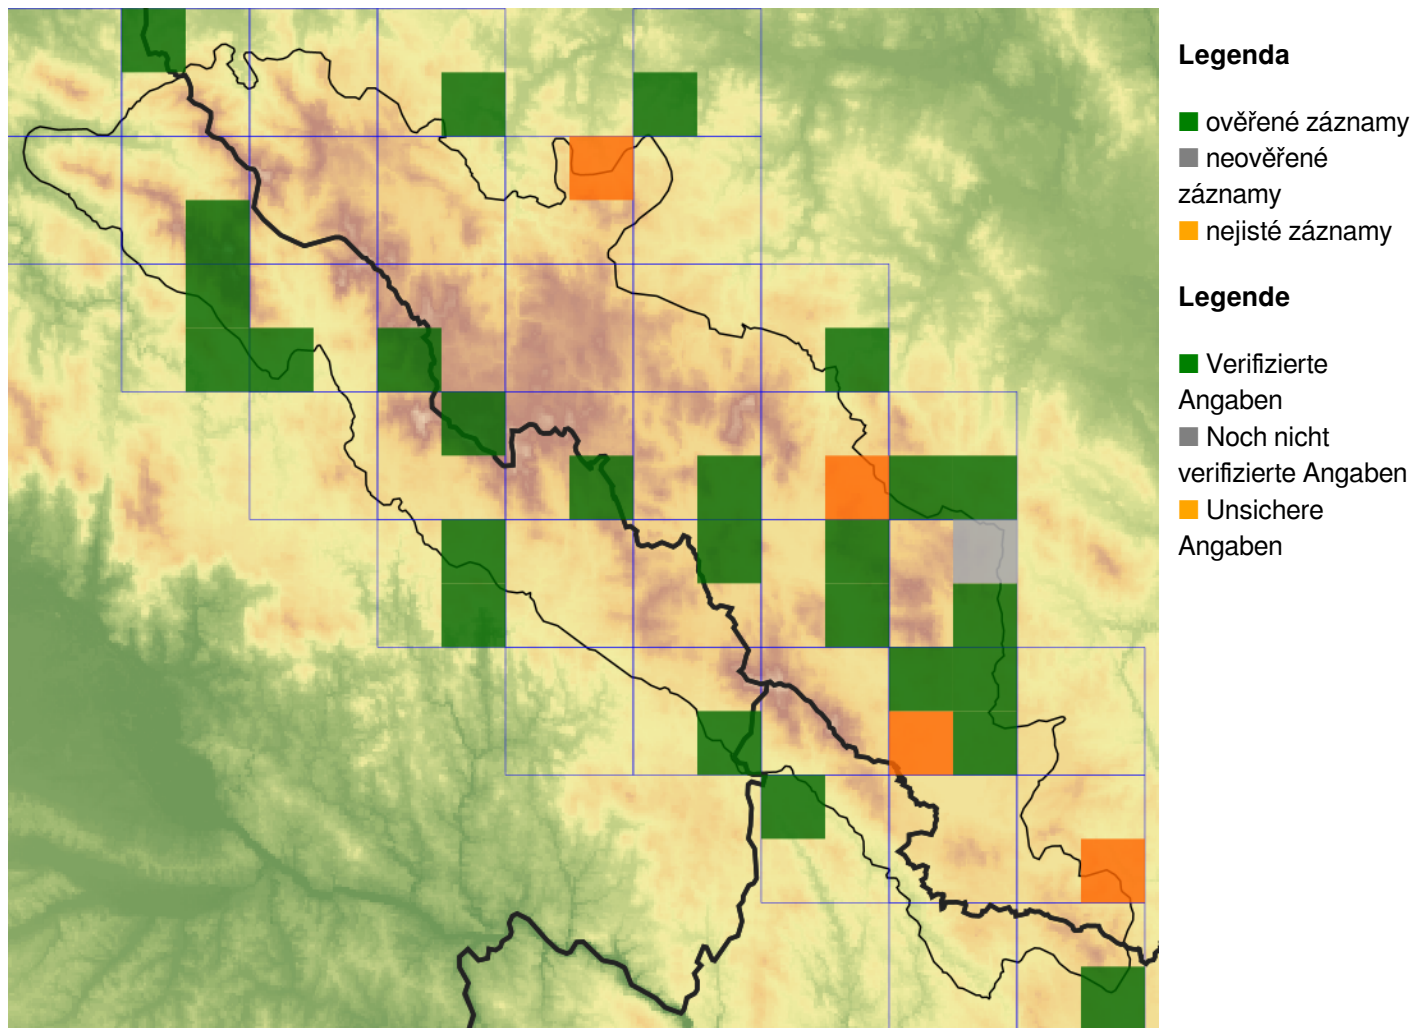 Legenda
ověřené záznamy
neověřené
záznamy
nejisté záznamy
Legende
Verifizierte
Angaben
Noch nicht
verifizierte Angaben
Unsichere
Angaben